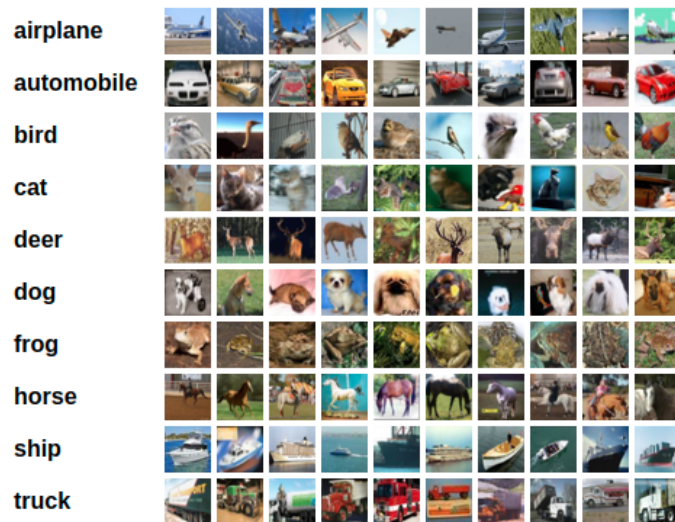 airplane
automobile
bird
cat
deer
dog
frog
horse
ship
truck